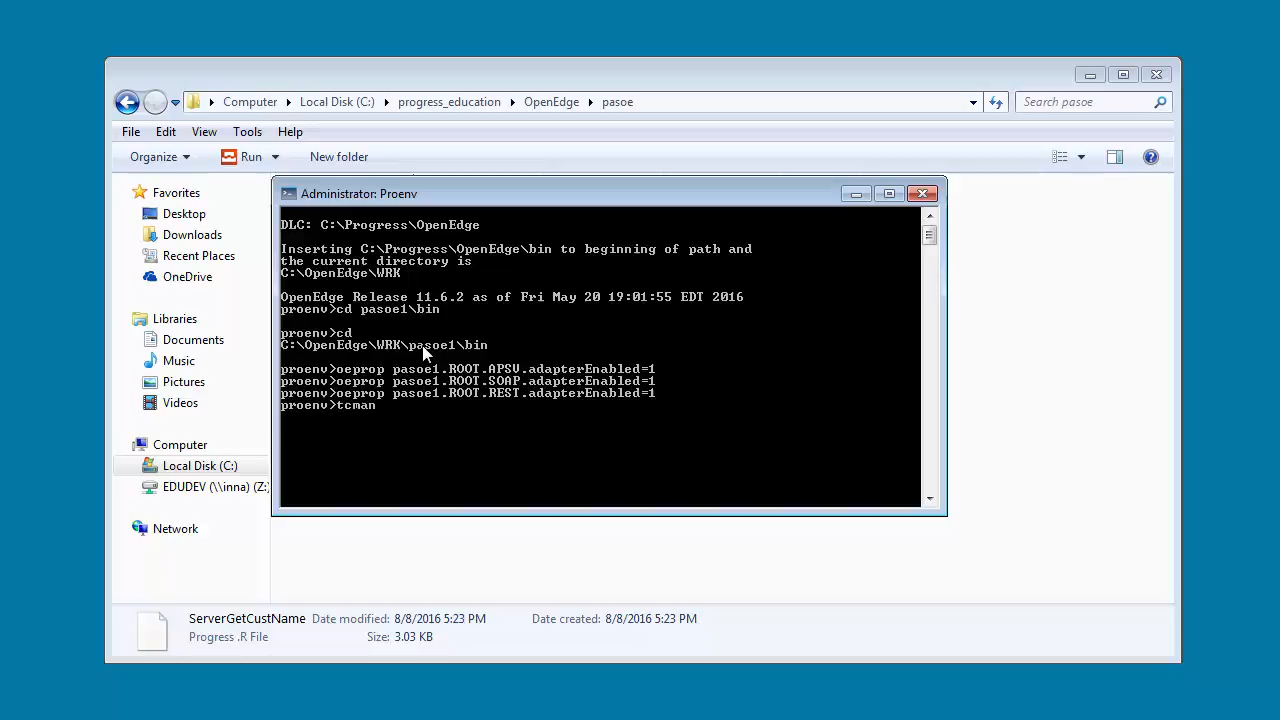 Computer Local Disk (C:) progress_education OpenEdge pasoe Search pasoe
File Edit View Tools Help
Organize Run New folder
Favorites
Desktop
Downloads
Recent Places
OneDrive
Libraries
Documents
Music
Pictures
Videos
Computer
Local Disk (C:)
EDUDEV (\\inna) (Z:)
Network
Administrator: Proenv
DLC: C:\Progress\OpenEdge
Inserting C:\Progress\OpenEdge\bin to beginning of path and
the current directory is
C:\OpenEdge\WRK
OpenEdge Release 11.6.2 as of Fri May 20 19:01:55 EDT 2016
proenv>cd pasoe1\bin
proenv>cd
C:\OpenEdge\WRK\pasoe1\bin
proenv>oeprop pasoe1.ROOT.APSV.adapterEnabled=1
proenv>oeprop pasoe1.ROOT.SOAP.adapterEnabled=1
proenv>oeprop pasoe1.ROOT.REST.adapterEnabled=1
proenv>tcman
ServerGetCustName Date modified: 8/8/2016 5:23 PM Date created: 8/8/2016 5:23 PM
Progress .R File Size: 3.03 KB